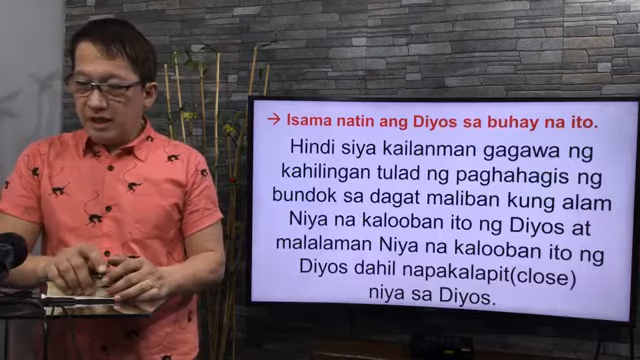 → Isama natin ang Diyos sa buhay na ito.
Hindi siya kailanman gagawa ng
kahilingan tulad ng paghahagis ng
bundok sa dagat maliban kung alam
Niya na kalooban ito ng Diyos at
malalaman Niya na kalooban ito ng
Diyos dahil napakalapit(close)
niya sa Diyos.